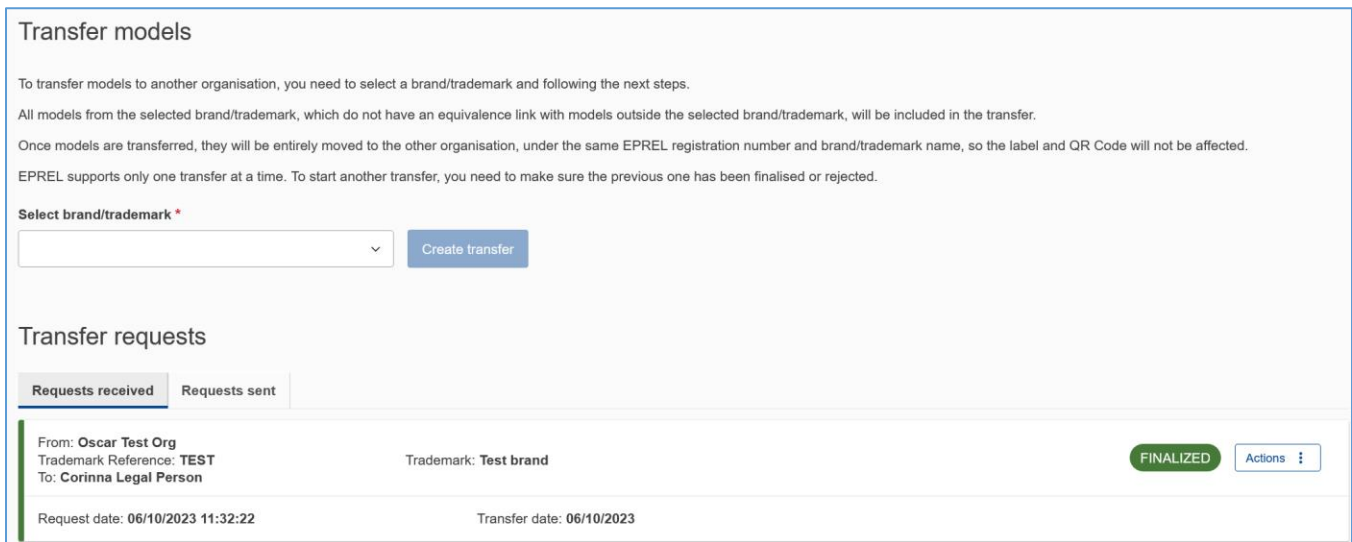 Transfer models
To transfer models to another organisation, you need to select a brand/trademark and following the next steps.
All models from the selected brand/trademark, which do not have an equivalence link with models outside the selected brand/trademark, will be included in the transfer.
Once models are transferred, they will be entirely moved to the other organisation, under the same EPREL registration number and brand/trademark name, so the label and QR Code will not be affected.
EPREL supports only one transfer at a time. To start another transfer, you need to make sure the previous one has been finalised or rejected.
Select brand/trademark *
Create transfer
Transfer requests
Requests received Requests sent
From: Oscar Test Org
Trademark Reference: TEST Trademark: Test brand FINALIZED Actions
To: Corinna Legal Person
Request date: 06/10/2023 11:32:22 Transfer date: 06/10/2023